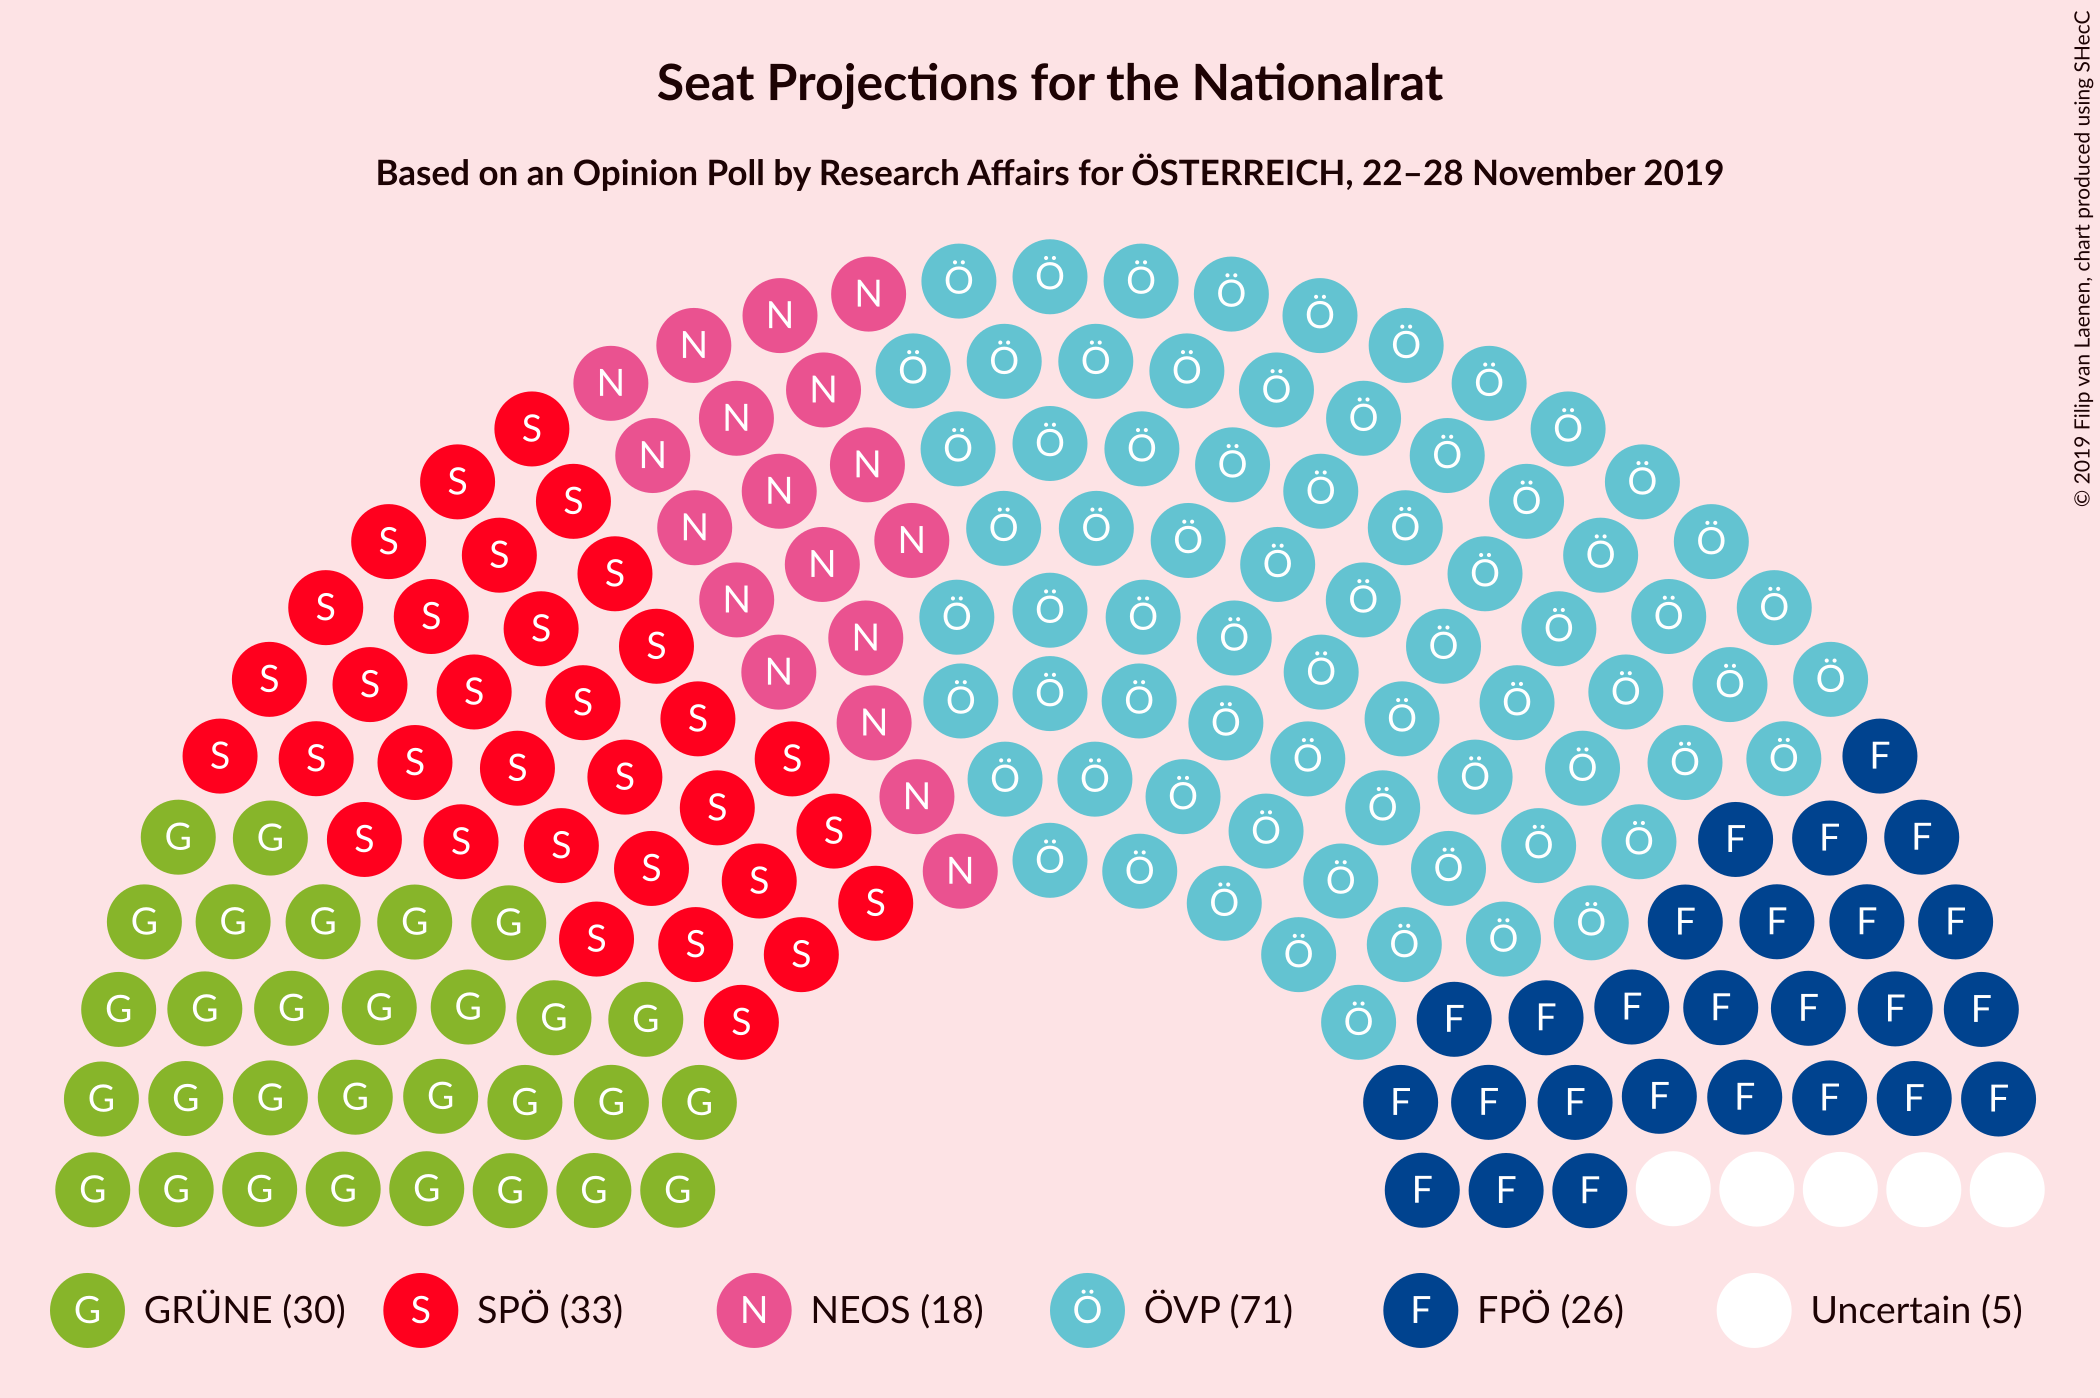 Seat Projections for the Nationalrat
Based on an Opinion Poll by Research Affairs for ÖSTERREICH, 22–28 November 2019
© 2019 Filip van Laenen, chart produced using SHecC
N Ö Ö Ö Ö
N N Ö Ö
N N Ö Ö Ö Ö Ö Ö
N N Ö Ö
S N N Ö Ö Ö Ö Ö Ö
S S N N Ö Ö Ö Ö Ö Ö
S S N N Ö Ö Ö Ö Ö Ö
S S N Ö Ö Ö
S S S N Ö Ö Ö Ö Ö Ö Ö
S S S N Ö Ö Ö Ö Ö
S S S S N Ö Ö Ö Ö Ö Ö Ö Ö
S S S S S S N Ö Ö Ö Ö Ö Ö Ö Ö F
G G S S S S S N Ö Ö Ö Ö Ö Ö Ö F F F
S S S N Ö Ö Ö Ö
G G G G G S S S S Ö Ö Ö Ö Ö F F F F
G G G G G G G S Ö F F F F F F F
G G G G G G G G F F F F F F F F
G G G G G G G G F F F
G GRÜNE (30) S SPÖ (33) N NEOS (18) Ö ÖVP (71) F FPÖ (26) Uncertain (5)